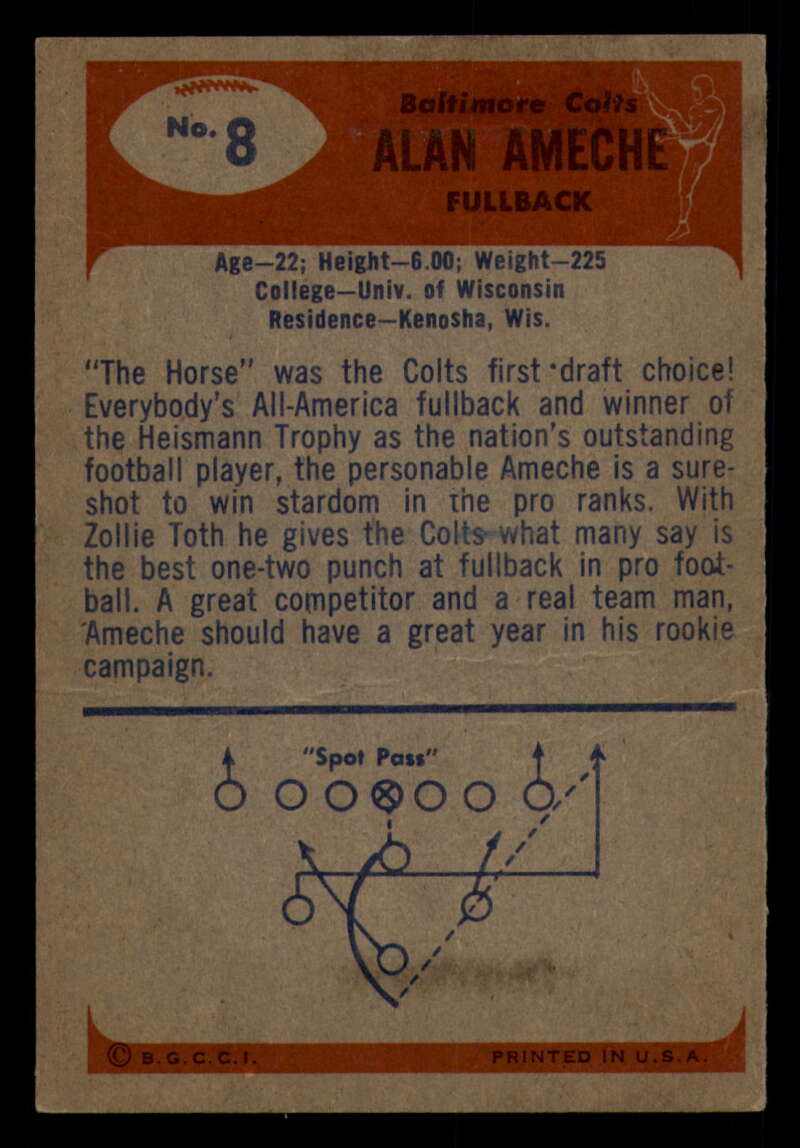 No. 8
Baltimore Colts
ALAN AMECHE
FULLBACK
Age—22; Height—6.00; Weight—225
College—Univ. of Wisconsin
Residence—Kenosha, Wis.
"The Horse" was the Colts first draft choice!
Everybody's All-America fullback and winner of
the Heismann Trophy as the nation's outstanding
football player, the personable Ameche is a sure-
shot to win stardom in the pro ranks. With
Zollie Toth he gives the Colts what many say is
the best one-two punch at fullback in pro foot-
ball. A great competitor and a real team man,
Ameche should have a great year in his rookie
campaign.
"Spot Pass"
© B.G.C.C.I.
PRINTED IN U.S.A.